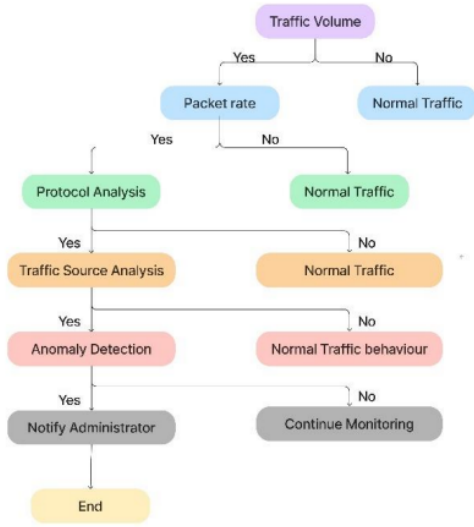 Traffic Volume
Yes
No
Packet rate
Normal Traffic
Yes
No
Protocol Analysis
Normal Traffic
Yes
No
Traffic Source Analysis
Normal Traffic
Yes
No
Anomaly Detection
Normal Traffic behaviour
Yes
No
Notify Administrator
Continue Monitoring
End